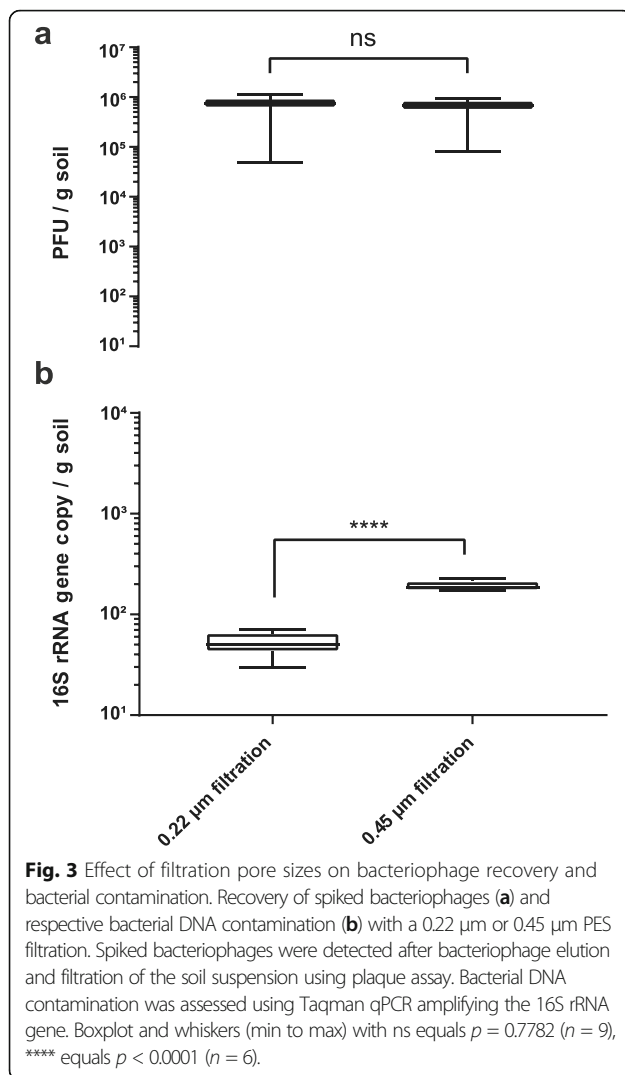 a
ns
10⁷
10⁶
10⁵
10⁴
10³
10²
10¹
PFU / g soil
b
****
10⁴
10³
10²
10¹
16S rRNA gene copy / g soil
0.22 µm filtration
0.45 µm filtration
Fig. 3 Effect of filtration pore sizes on bacteriophage recovery and
bacterial contamination. Recovery of spiked bacteriophages (a) and
respective bacterial DNA contamination (b) with a 0.22 µm or 0.45 µm PES
filtration. Spiked bacteriophages were detected after bacteriophage elution
and filtration of the soil suspension using plaque assay. Bacterial DNA
contamination was assessed using Taqman qPCR amplifying the 16S rRNA
gene. Boxplot and whiskers (min to max) with ns equals p = 0.7782 (n = 9),
**** equals p < 0.0001 (n = 6).